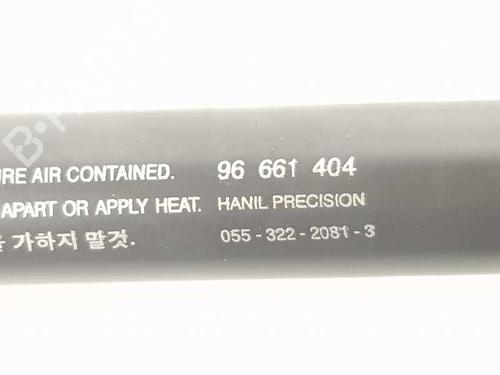 AIR CONTAINED. 96 661 404
APART OR APPLY HEAT. HANIL PRECISION
가하지 말것. 055-322-2081-3